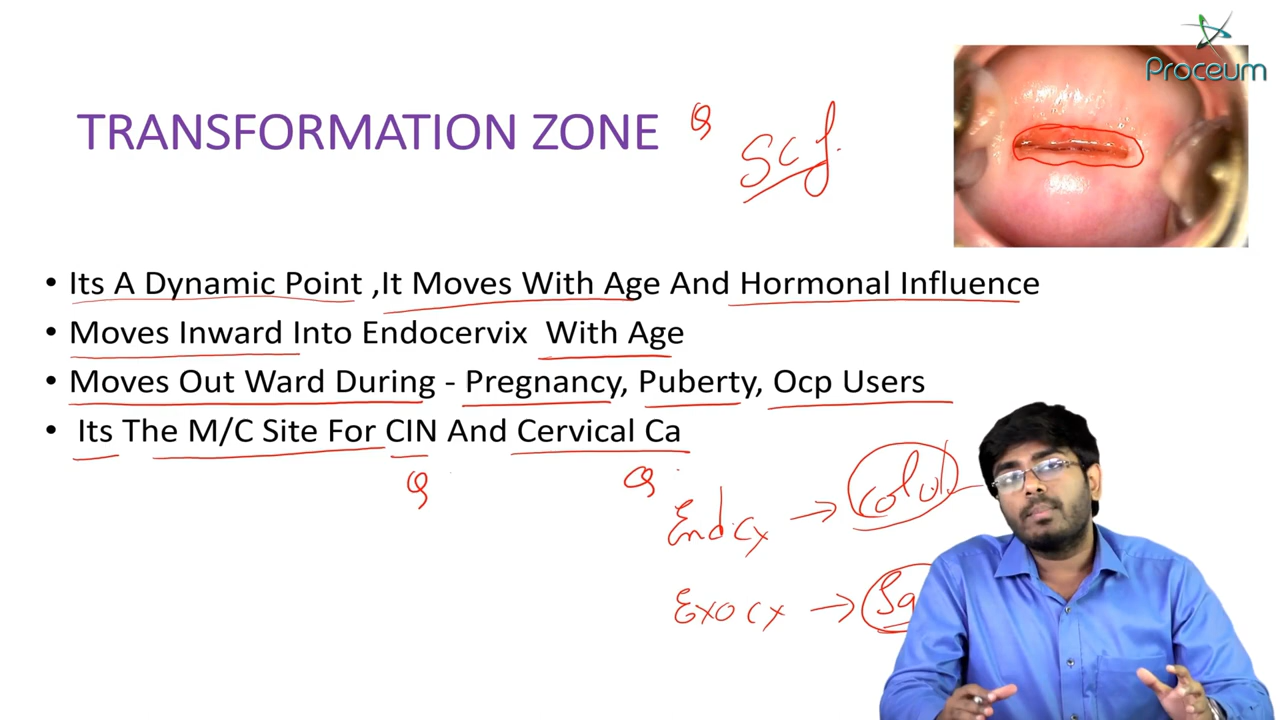 Proceum
TRANSFORMATION ZONE
SCJ
• Its A Dynamic Point ,It Moves With Age And Hormonal Influence
• Moves Inward Into Endocervix With Age
• Moves Out Ward During - Pregnancy, Puberty, Ocp Users
• Its The M/C Site For CIN And Cervical Ca
End.cx →
Exo cx →